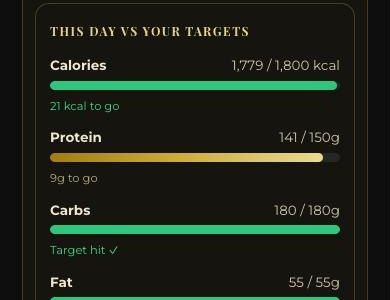 THIS DAY VS YOUR TARGETS
Calories 1,779 / 1,800 kcal
21 kcal to go
Protein 141 / 150g
9g to go
Carbs 180 / 180g
Target hit ✓
Fat 55 / 55g